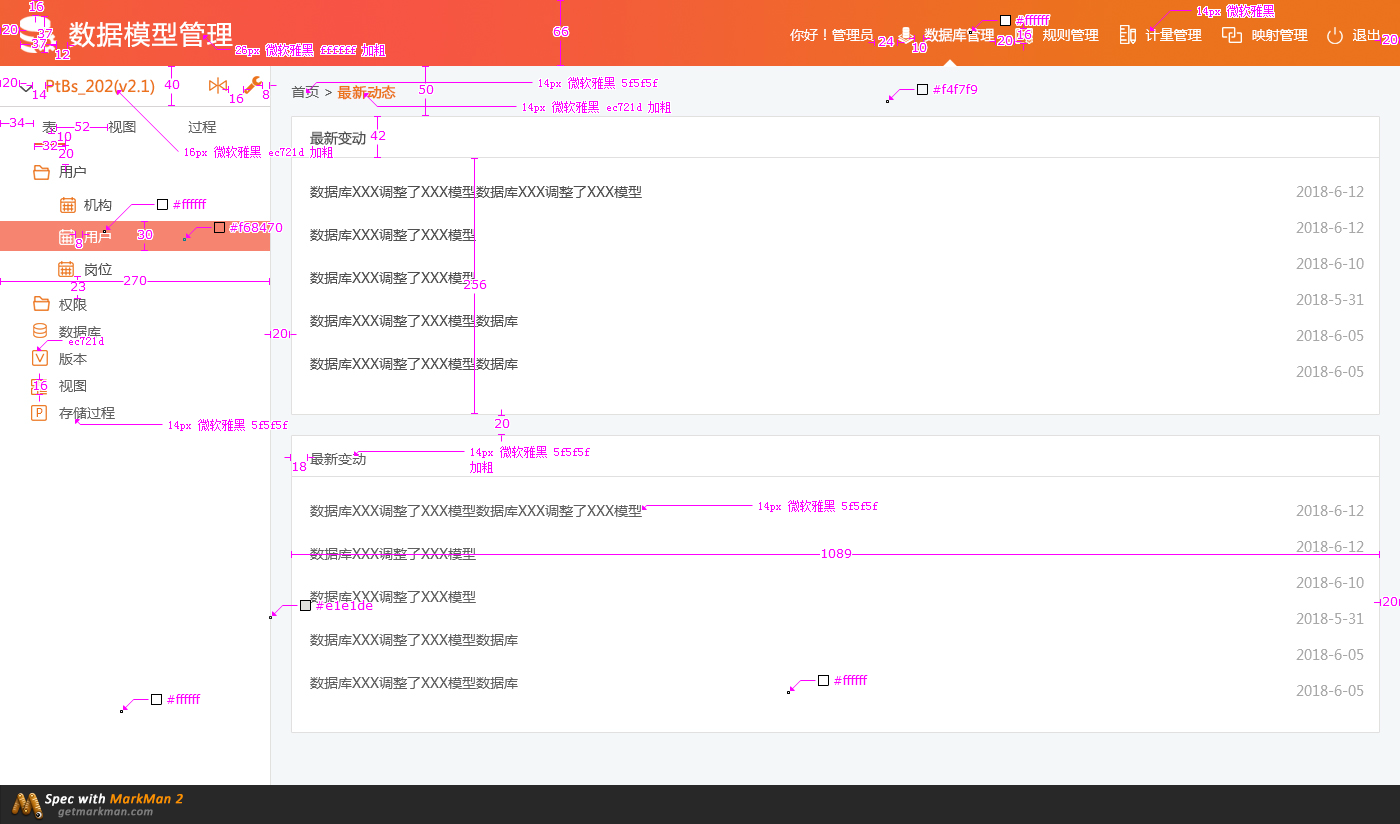 16
20
37
37
12
数据模型管理
26px 微软雅黑 ffffff 加粗
66
你好！管理员
24
10
数据库管理
#ffffff
20
16
规则管理
14px 微软雅黑
计量管理
映射管理
退出
20
20
14
PtBs_202(v2.1)
40
16
8
首页 > 最新动态
50
14px 微软雅黑 5f5f5f
14px 微软雅黑 ec721d 加粗
#f4f7f9
34
表
52
视图
过程
10
32
20
16px 微软雅黑 ec721d 加粗
用户
机构
#ffffff
用户
8
30
#f68470
岗位
270
23
权限
数据库
ec721d
版本
16
视图
存储过程
14px 微软雅黑 5f5f5f
20
最新变动
42
数据库XXX调整了XXX模型数据库XXX调整了XXX模型
2018-6-12
数据库XXX调整了XXX模型
2018-6-12
数据库XXX调整了XXX模型
2018-6-10
256
2018-5-31
数据库XXX调整了XXX模型数据库
2018-6-05
数据库XXX调整了XXX模型数据库
2018-6-05
20
18
最新变动
14px 微软雅黑 5f5f5f
加粗
数据库XXX调整了XXX模型数据库XXX调整了XXX模型
14px 微软雅黑 5f5f5f
2018-6-12
数据库XXX调整了XXX模型
1089
2018-6-12
数据库XXX调整了XXX模型
2018-6-10
#e1e1de
20
2018-6-05
2018-5-31
数据库XXX调整了XXX模型数据库
数据库XXX调整了XXX模型数据库
2018-6-05
#ffffff
#ffffff
Spec with MarkMan 2
getmarkman.com